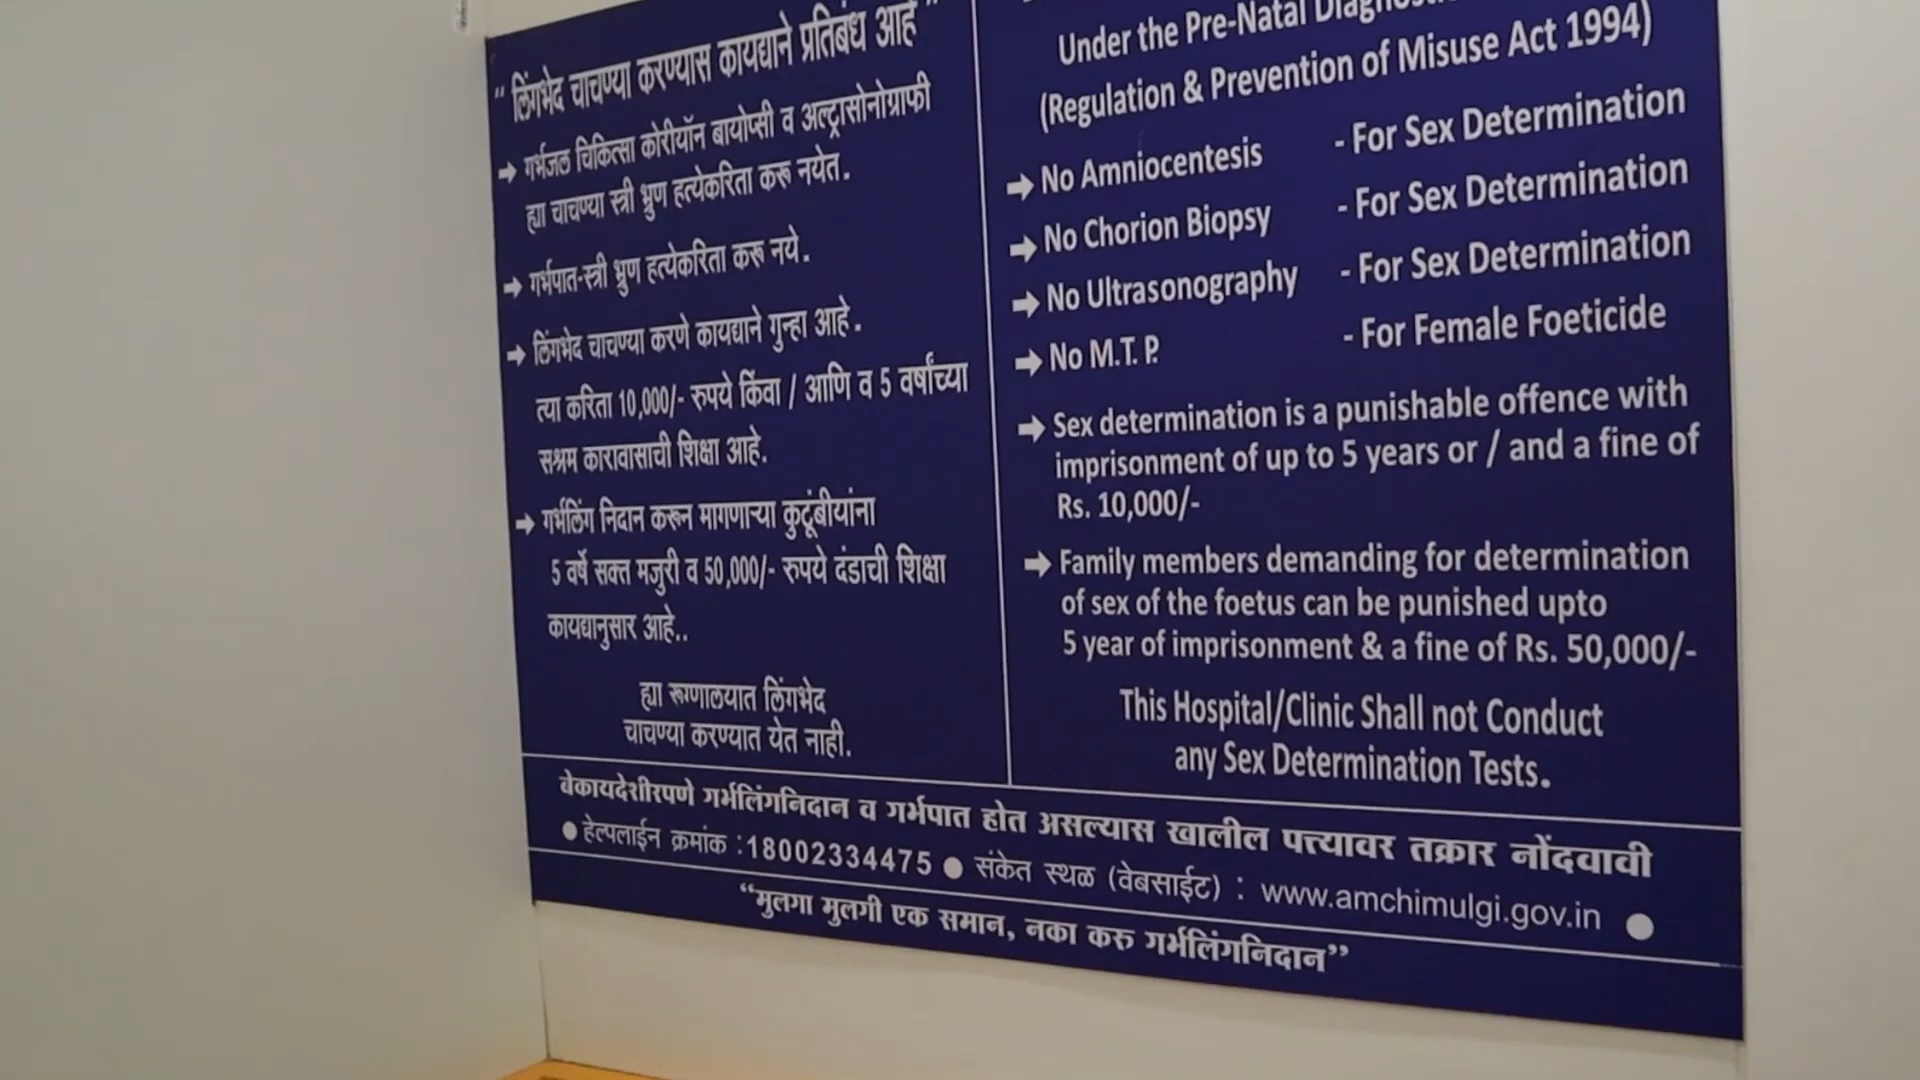 “ लिंगभेद चाचण्या करण्यास कायद्याने प्रतिबंध आहे ”
➡ गर्भजल चिकित्सा कोरीयॉन बायोप्सी व अल्ट्रासोनोग्राफी
ह्या चाचण्या स्त्री भ्रुण हत्येकरिता करू नयेत.
➡ गर्भपात-स्त्री भ्रुण हत्येकरिता करू नये.
➡ लिंगभेद चाचण्या करणे कायद्याने गुन्हा आहे.
त्या करिता 10,000/- रुपये किंवा / आणि व 5 वर्षांच्या
सश्रम कारावासाची शिक्षा आहे.
➡ गर्भलिंग निदान करून मागणाऱ्या कुटूंबीयांना
5 वर्षे सक्त मजुरी व 50,000/- रुपये दंडाची शिक्षा
कायद्यानुसार आहे..
ह्या रूग्णालयात लिंगभेद
चाचण्या करण्यात येत नाही.
Under the Pre-Natal
(Regulation & Prevention of Misuse Act 1994)
➡ No Amniocentesis - For Sex Determination
➡ No Chorion Biopsy - For Sex Determination
➡ No Ultrasonography - For Sex Determination
➡ No M.T. P. - For Female Foeticide
➡ Sex determination is a punishable offence with
imprisonment of up to 5 years or / and a fine of
Rs. 10,000/-
➡ Family members demanding for determination
of sex of the foetus can be punished upto
5 year of imprisonment & a fine of Rs. 50,000/-
This Hospital/Clinic Shall not Conduct
any Sex Determination Tests.
बेकायदेशीरपणे गर्भलिंगनिदान व गर्भपात होत असल्यास खालील पत्त्यावर तक्रार नोंदवावी
● हेल्पलाईन क्रमांक :18002334475 ● संकेत स्थळ (वेबसाईट) : www.amchimulgi.gov.in ●
“मुलगा मुलगी एक समान, नका करु गर्भलिंगनिदान”